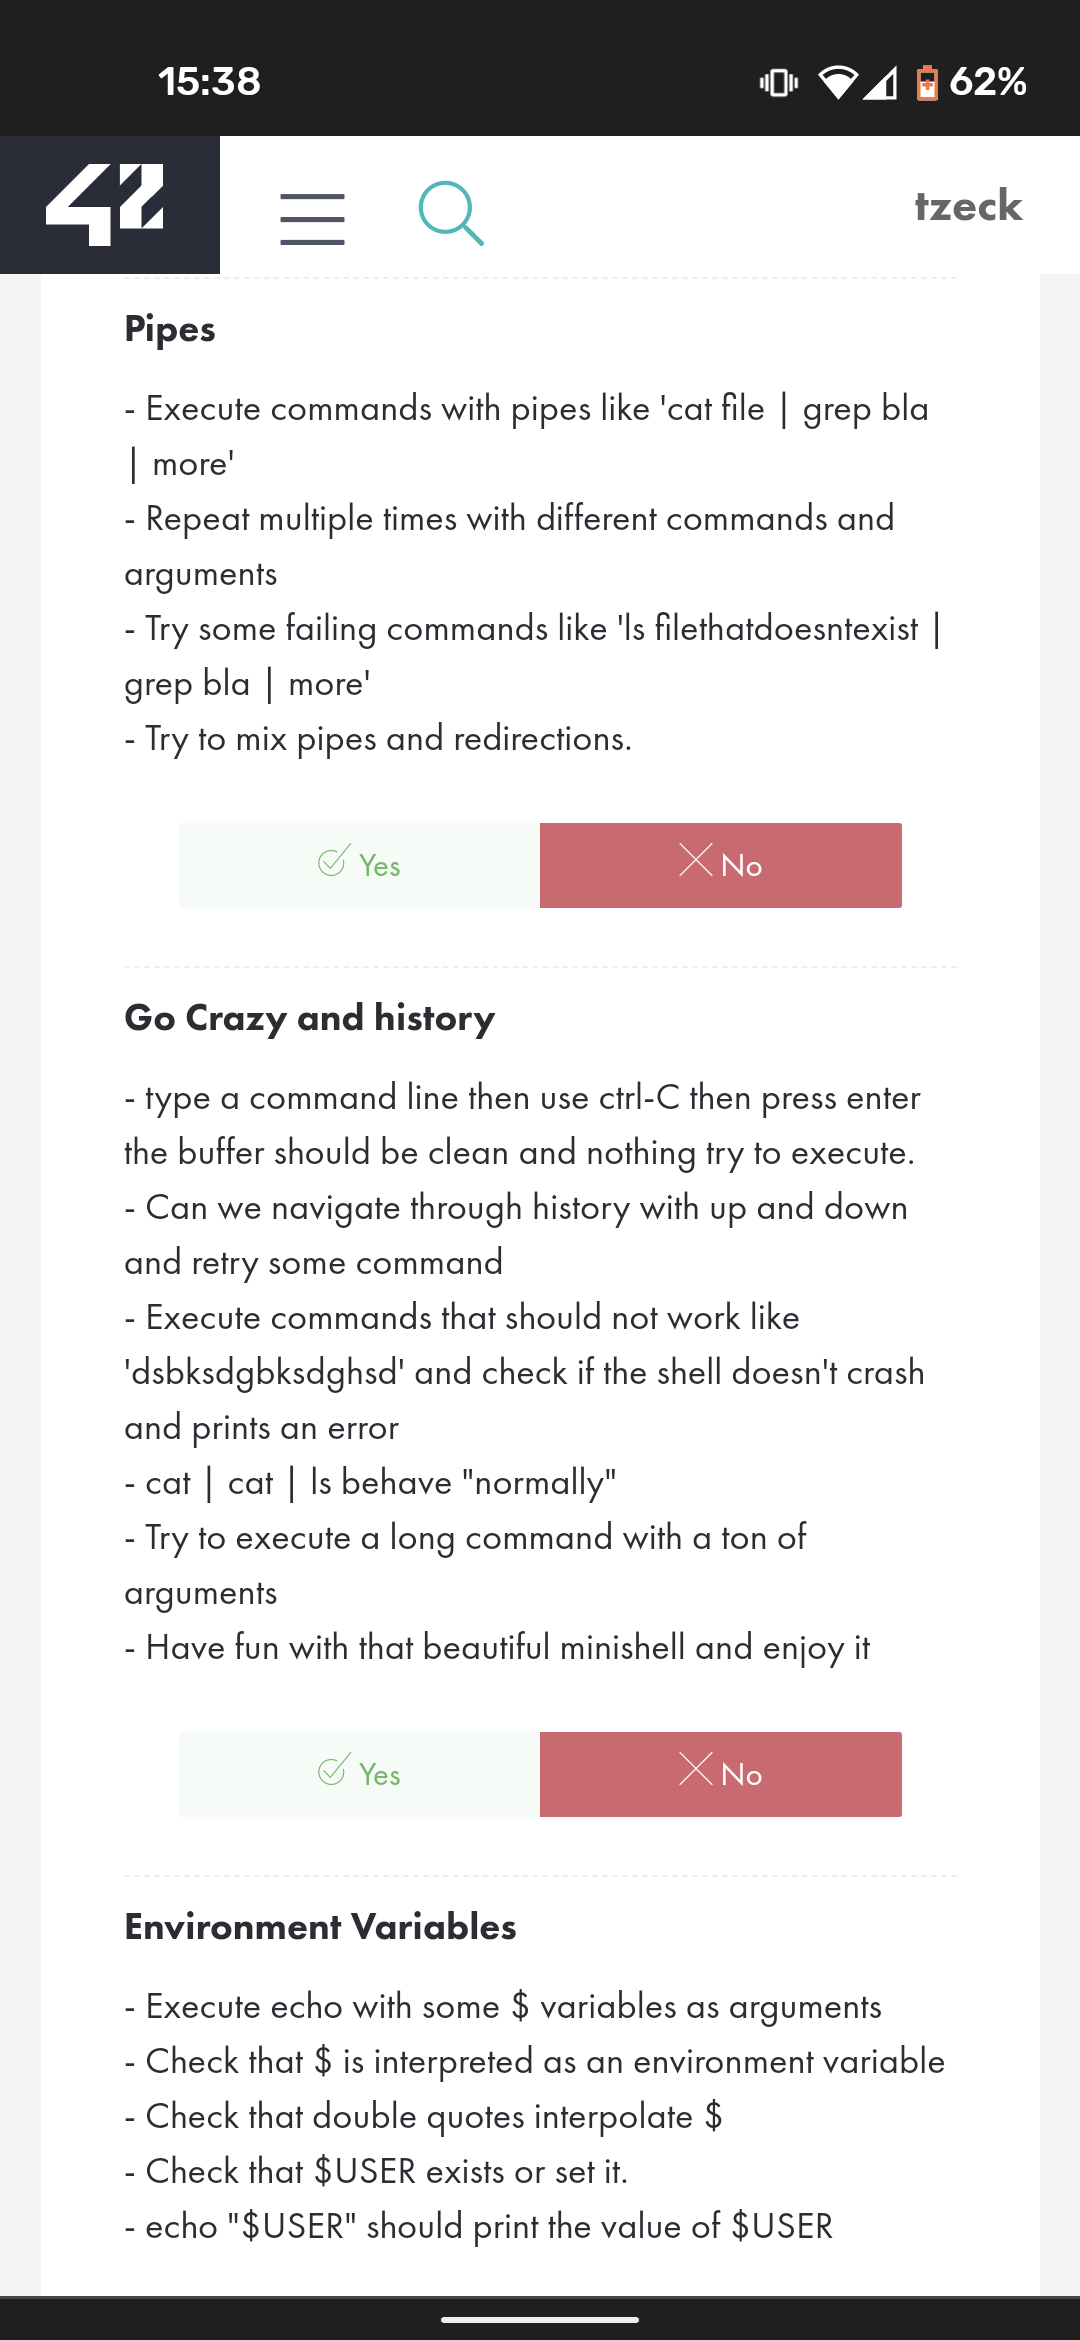 15:38
62%
42
tzeck
Pipes
- Execute commands with pipes like 'cat file | grep bla
| more'
- Repeat multiple times with different commands and
arguments
- Try some failing commands like 'ls filethatdoesntexist |
grep bla | more'
- Try to mix pipes and redirections.
Yes
No
Go Crazy and history
- type a command line then use ctrl-C then press enter
the buffer should be clean and nothing try to execute.
- Can we navigate through history with up and down
and retry some command
- Execute commands that should not work like
'dsbksdgbksdghsd' and check if the shell doesn't crash
and prints an error
- cat | cat | ls behave "normally"
- Try to execute a long command with a ton of
arguments
- Have fun with that beautiful minishell and enjoy it
Yes
No
Environment Variables
- Execute echo with some $ variables as arguments
- Check that $ is interpreted as an environment variable
- Check that double quotes interpolate $
- Check that $USER exists or set it.
- echo "$USER" should print the value of $USER